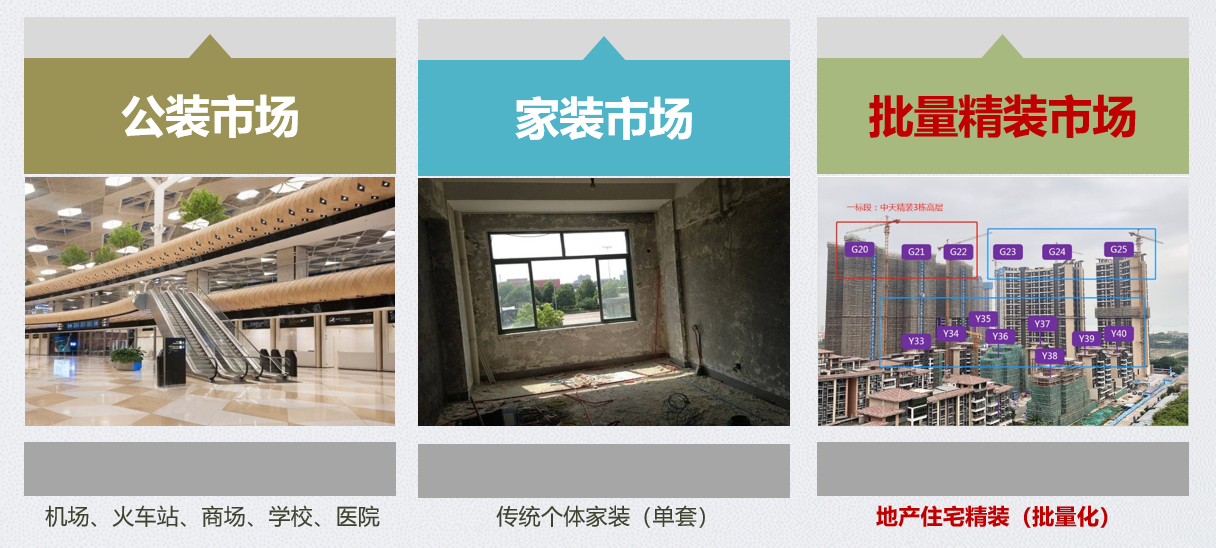 公装市场
家装市场
批量精装市场
一标段：中天精装3栋高层
G20
G21
G22
G23
G24
G25
Y35
Y33
Y34
Y36
Y37
Y38
Y39
Y40
机场、火车站、商场、学校、医院
传统个体家装（单套）
地产住宅精装（批量化）